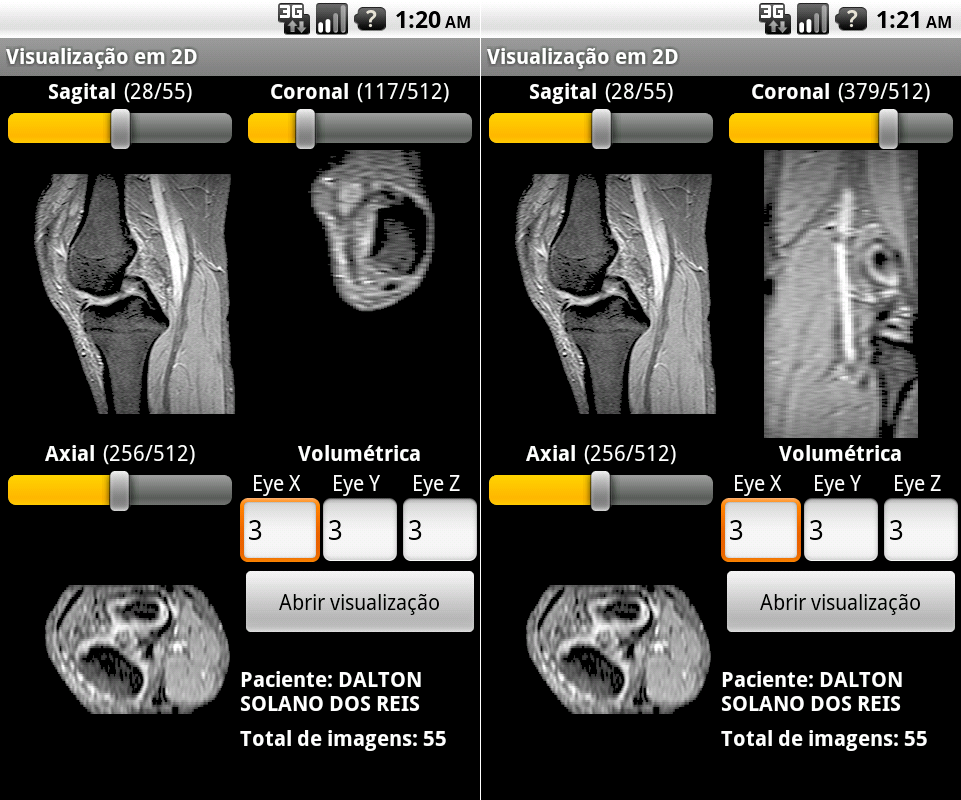 3G ? 1:20 AM
Visualização em 2D
Sagital (28/55) Coronal (117/512)
Axial (256/512) Volumétrica
Eye X Eye Y Eye Z
3 3 3
Abrir visualização
Paciente: DALTON
SOLANO DOS REIS
Total de imagens: 55
3G ? 1:21 AM
Visualização em 2D
Sagital (28/55) Coronal (379/512)
Axial (256/512) Volumétrica
Eye X Eye Y Eye Z
3 3 3
Abrir visualização
Paciente: DALTON
SOLANO DOS REIS
Total de imagens: 55